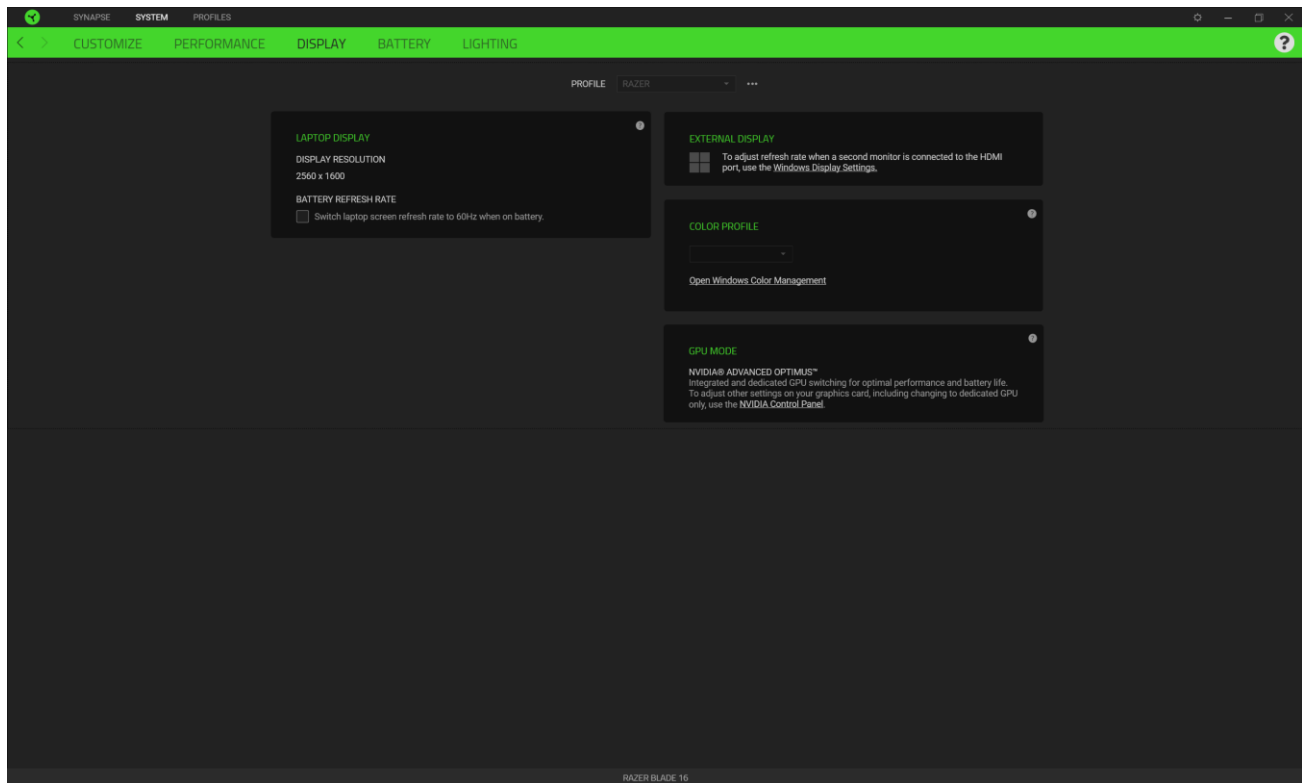 SYNAPSE SYSTEM PROFILES
CUSTOMIZE PERFORMANCE DISPLAY BATTERY LIGHTING ?
PROFILE RAZER
LAPTOP DISPLAY
DISPLAY RESOLUTION
2560 x 1600
BATTERY REFRESH RATE
Switch laptop screen refresh rate to 60Hz when on battery.
EXTERNAL DISPLAY
To adjust refresh rate when a second monitor is connected to the HDMI
port, use the Windows Display Settings.
COLOR PROFILE
Open Windows Color Management
GPU MODE
NVIDIA® ADVANCED OPTIMUS™
Integrated and dedicated GPU switching for optimal performance and battery life.
To adjust other settings on your graphics card, including changing to dedicated GPU
only, use the NVIDIA Control Panel.
RAZER BLADE 16